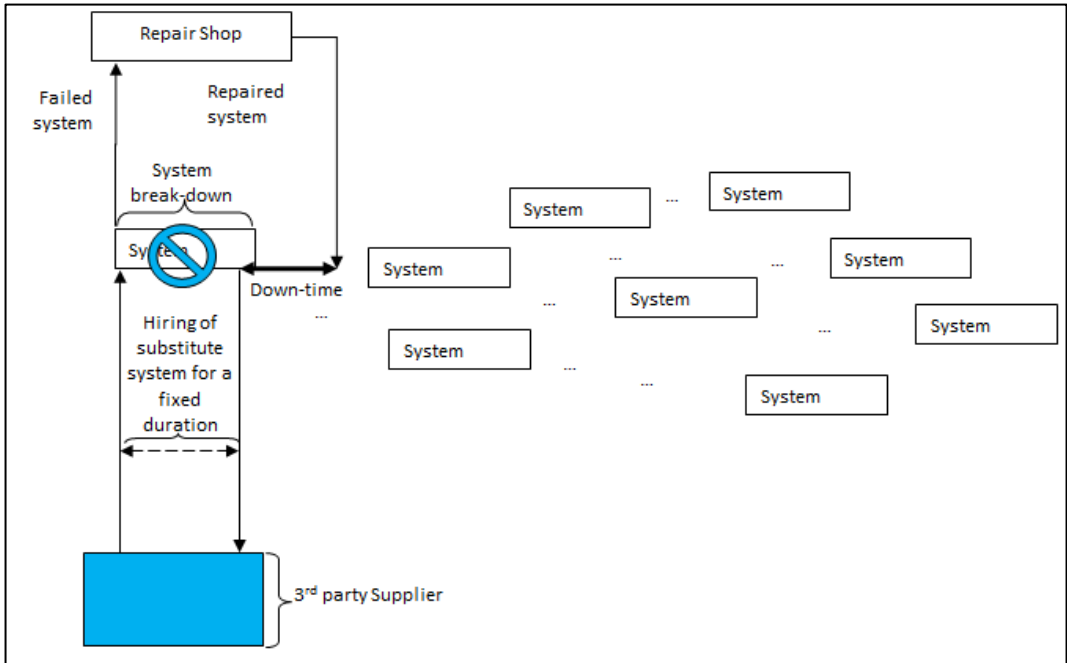 Repair Shop
Failed
system
Repaired
system
System
break-down
System
Down-time
...
Hiring of
substitute
system for a
fixed
duration
3rd party Supplier
System
...
System
...
...
System
System
...
System
...
System
System
...
...
System